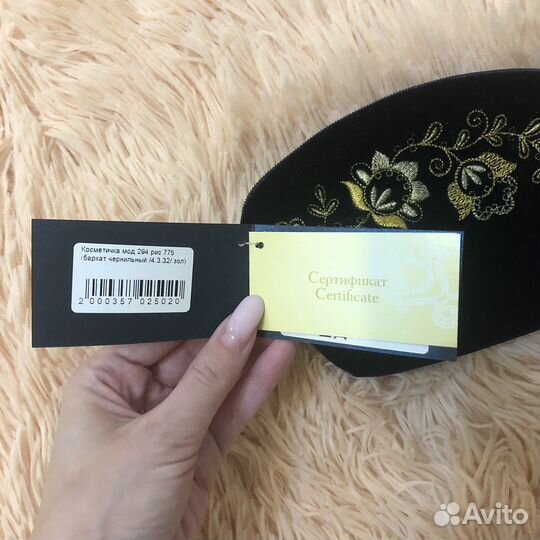 Косметичка мод 294 рис 775
(бархат чернильный /4.3.32/ зол)
2 000357 025020
Сертификат
Certificate
Avito